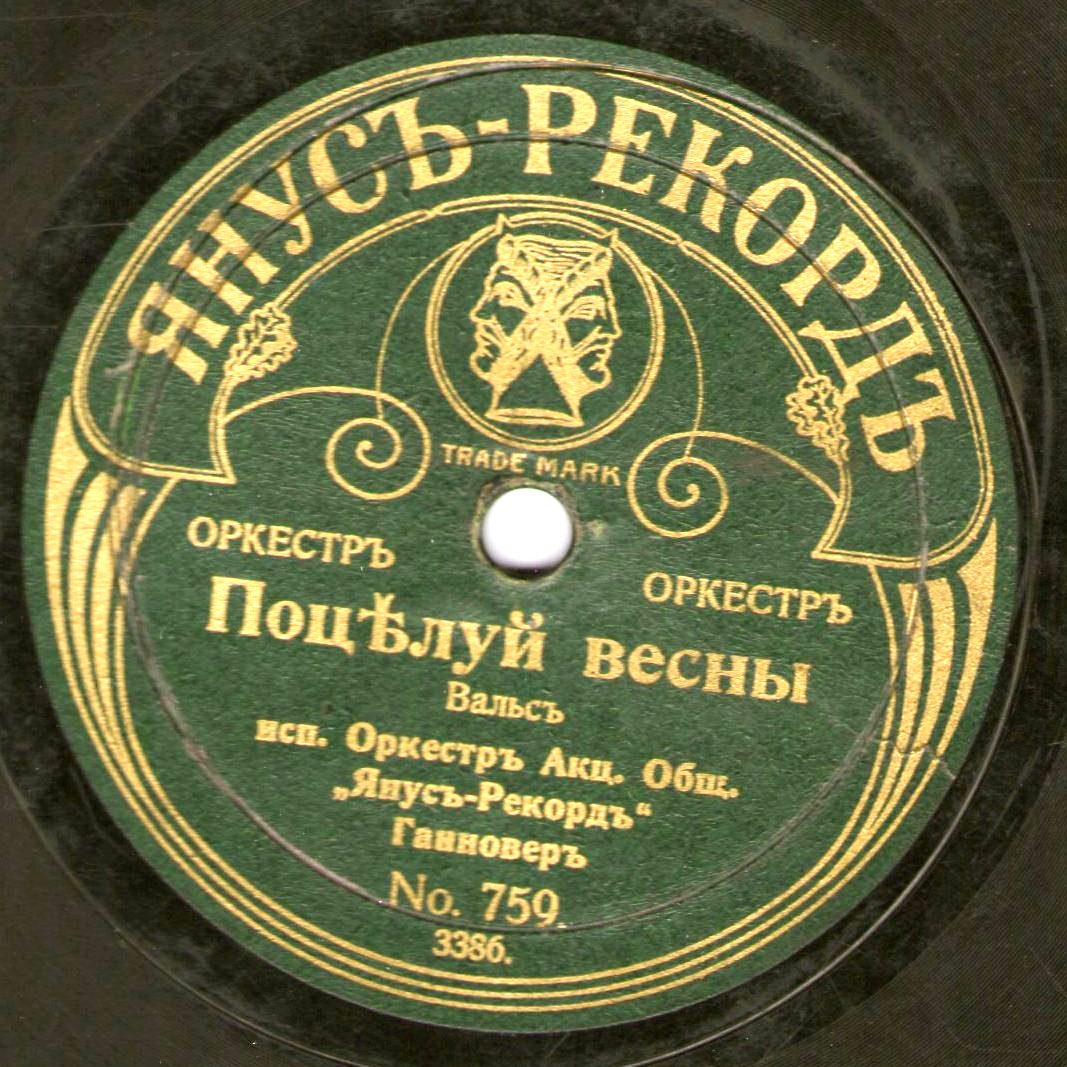 ЯНУСЪ-РЕКОРДЪ
TRADE MARK
ОРКЕСТРЪ
ОРКЕСТРЪ
Поцѣлуй весны
Вальсъ
исп. Оркестръ Акц. Общ.
„Янусъ-Рекордъ“
Ганноверъ
No. 759
3386.